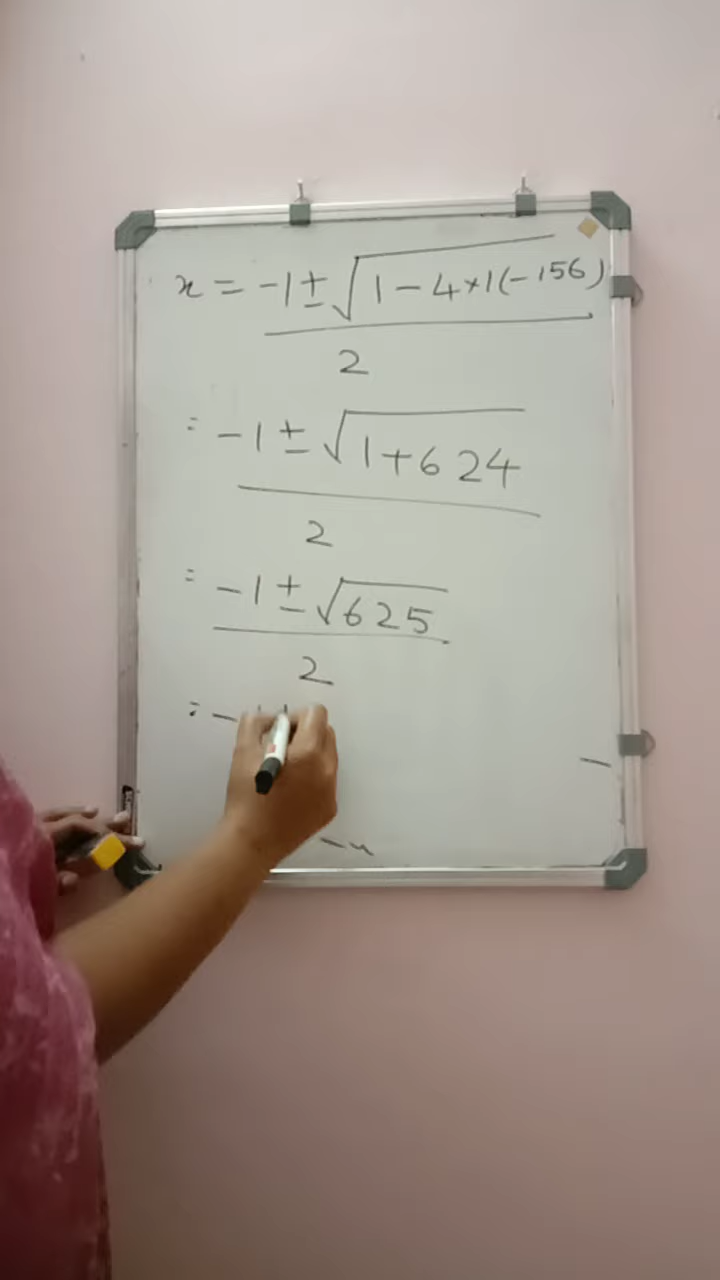 x = -1 ± √1 - 4 × 1(-156)
2
= -1 ± √1 + 624
2
= -1 ± √625
2
= -